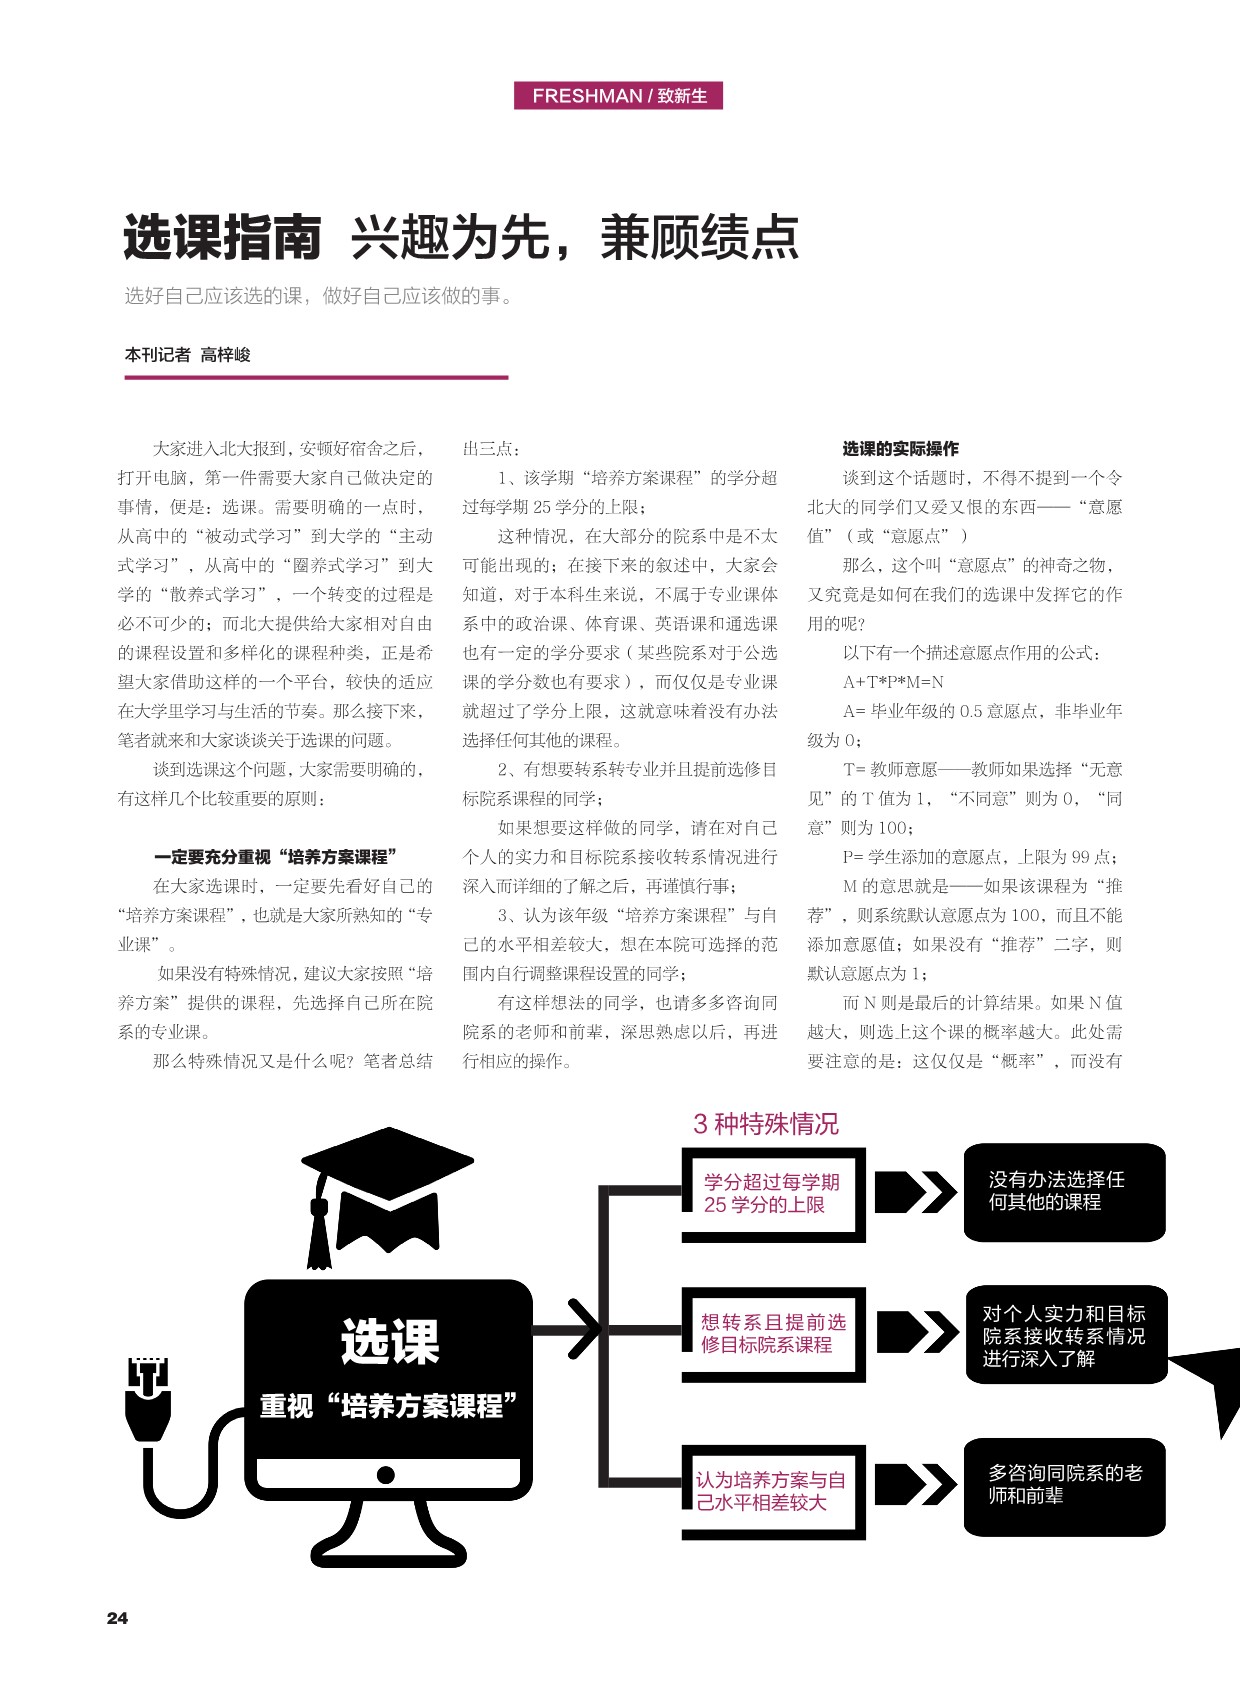 FRESHMAN / 致新生
选课指南 兴趣为先，兼顾绩点
选好自己应该选的课，做好自己应该做的事。
本刊记者 高梓峻
大家进入北大报到，安顿好宿舍之后，
打开电脑，第一件需要大家自己做决定的
事情，便是：选课。需要明确的一点时，
从高中的“被动式学习”到大学的“主动
式学习”，从高中的“圈养式学习”到大
学的“散养式学习”，一个转变的过程是
必不可少的；而北大提供给大家相对自由
的课程设置和多样化的课程种类，正是希
望大家借助这样的一个平台，较快的适应
在大学里学习与生活的节奏。那么接下来，
笔者就来和大家谈谈关于选课的问题。
谈到选课这个问题，大家需要明确的，
有这样几个比较重要的原则：
一定要充分重视“培养方案课程”
在大家选课时，一定要先看好自己的
“培养方案课程”，也就是大家所熟知的“专
业课”。
如果没有特殊情况，建议大家按照“培
养方案”提供的课程，先选择自己所在院
系的专业课。
那么特殊情况又是什么呢？笔者总结
出三点：
1、该学期“培养方案课程”的学分超
过每学期 25 学分的上限；
这种情况，在大部分的院系中是不太
可能出现的；在接下来的叙述中，大家会
知道，对于本科生来说，不属于专业课体
系中的政治课、体育课、英语课和通选课
也有一定的学分要求（某些院系对于公选
课的学分数也有要求），而仅仅是专业课
就超过了学分上限，这就意味着没有办法
选择任何其他的课程。
2、有想要转系转专业并且提前选修目
标院系课程的同学；
如果想要这样做的同学，请在对自己
个人的实力和目标院系接收转系情况进行
深入而详细的了解之后，再谨慎行事；
3、认为该年级“培养方案课程”与自
己的水平相差较大，想在本院可选择的范
围内自行调整课程设置的同学；
有这样想法的同学，也请多多咨询同
院系的老师和前辈，深思熟虑以后，再进
行相应的操作。
选课的实际操作
谈到这个话题时，不得不提到一个令
北大的同学们又爱又恨的东西——“意愿
值”（或“意愿点”）
那么，这个叫“意愿点”的神奇之物，
又究竟是如何在我们的选课中发挥它的作
用的呢？
以下有一个描述意愿点作用的公式：
A+T*P*M=N
A= 毕业年级的 0.5 意愿点，非毕业年
级为 0；
T= 教师意愿——教师如果选择“无意
见”的 T 值为 1，“不同意”则为 0，“同
意”则为 100；
P= 学生添加的意愿点，上限为 99 点；
M 的意思就是——如果该课程为“推
荐”，则系统默认意愿点为 100，而且不能
添加意愿值；如果没有“推荐”二字，则
默认意愿点为 1；
而 N 则是最后的计算结果。如果 N 值
越大，则选上这个课的概率越大。此处需
要注意的是：这仅仅是“概率”，而没有
3 种特殊情况
学分超过每学期
25 学分的上限
没有办法选择任
何其他的课程
想转系且提前选
修目标院系课程
对个人实力和目标
院系接收转系情况
进行深入了解
选课
重视“培养方案课程”
认为培养方案与自
己水平相差较大
多咨询同院系的老
师和前辈
24